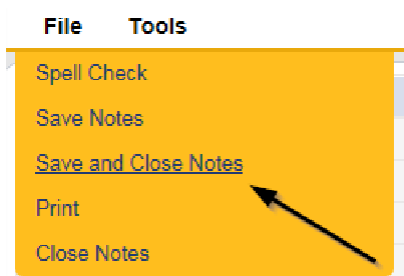 File Tools
Spell Check
Save Notes
Save and Close Notes
Print
Close Notes